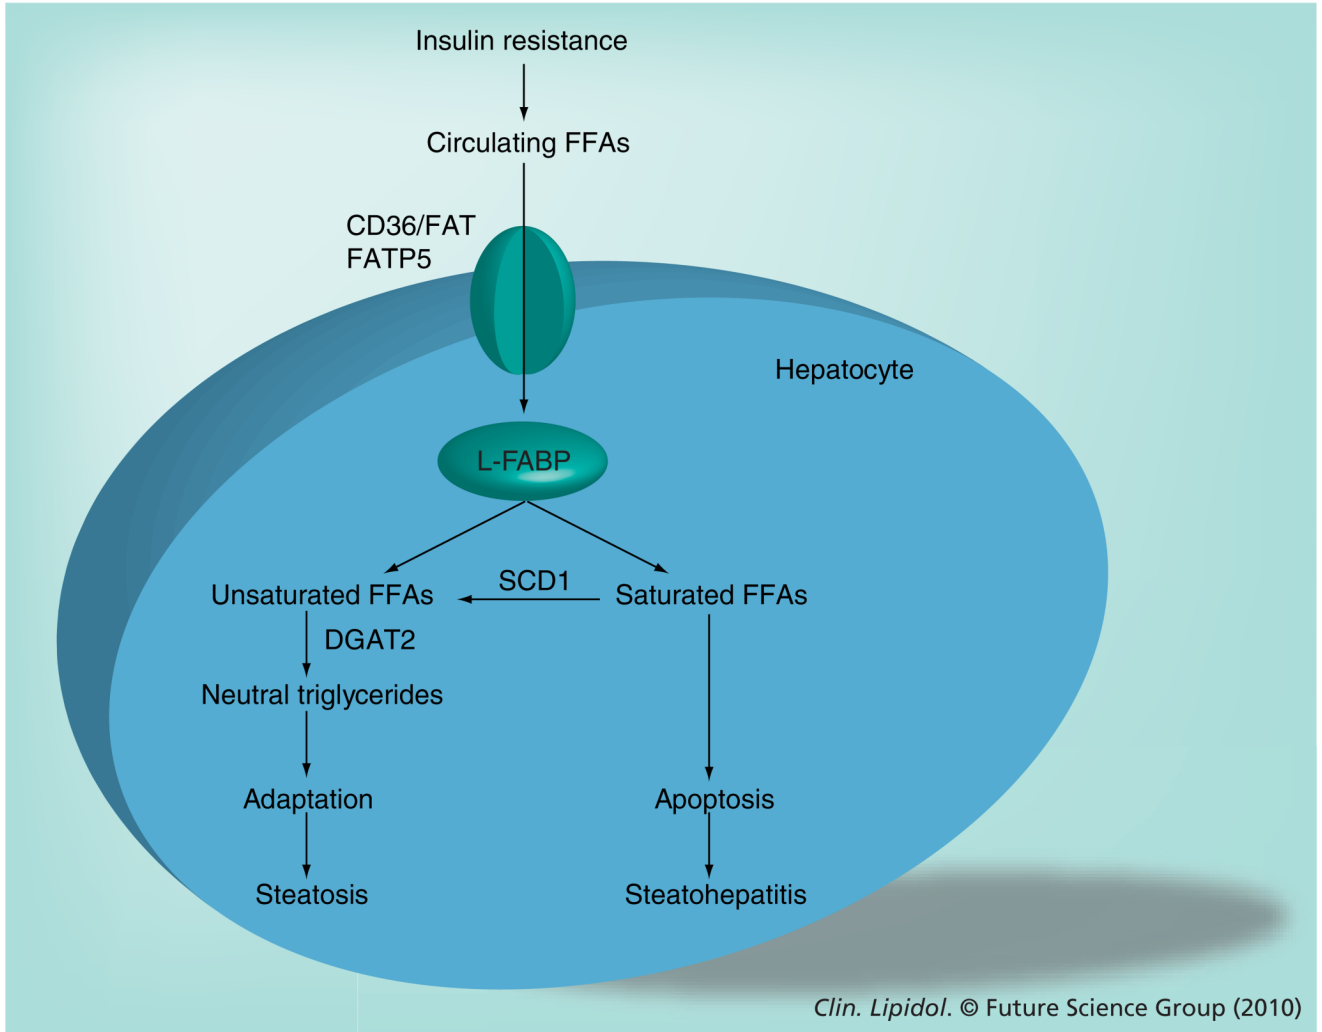 Insulin resistance
Circulating FFAs
CD36/FAT
FATP5
Hepatocyte
L-FABP
SCD1
Unsaturated FFAs
Saturated FFAs
DGAT2
Neutral triglycerides
Adaptation
Apoptosis
Steatosis
Steatohepatitis
Clin. Lipidol. © Future Science Group (2010)